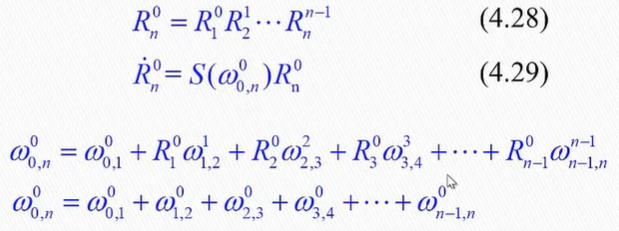 R_n^0 = R_1^0 R_2^1 ⋯ R_n^{n-1} (4.28)
Ṙ_n^0 = S(ω_{0,n}^0) R_n^0 (4.29)
ω_{0,n}^0 = ω_{0,1}^0 + R_1^0 ω_{1,2}^1 + R_2^0 ω_{2,3}^2 + R_3^0 ω_{3,4}^3 + ⋯ + R_{n-1}^0 ω_{n-1,n}^{n-1}
ω_{0,n}^0 = ω_{0,1}^0 + ω_{1,2}^0 + ω_{2,3}^0 + ω_{3,4}^0 + ⋯ + ω_{n-1,n}^0